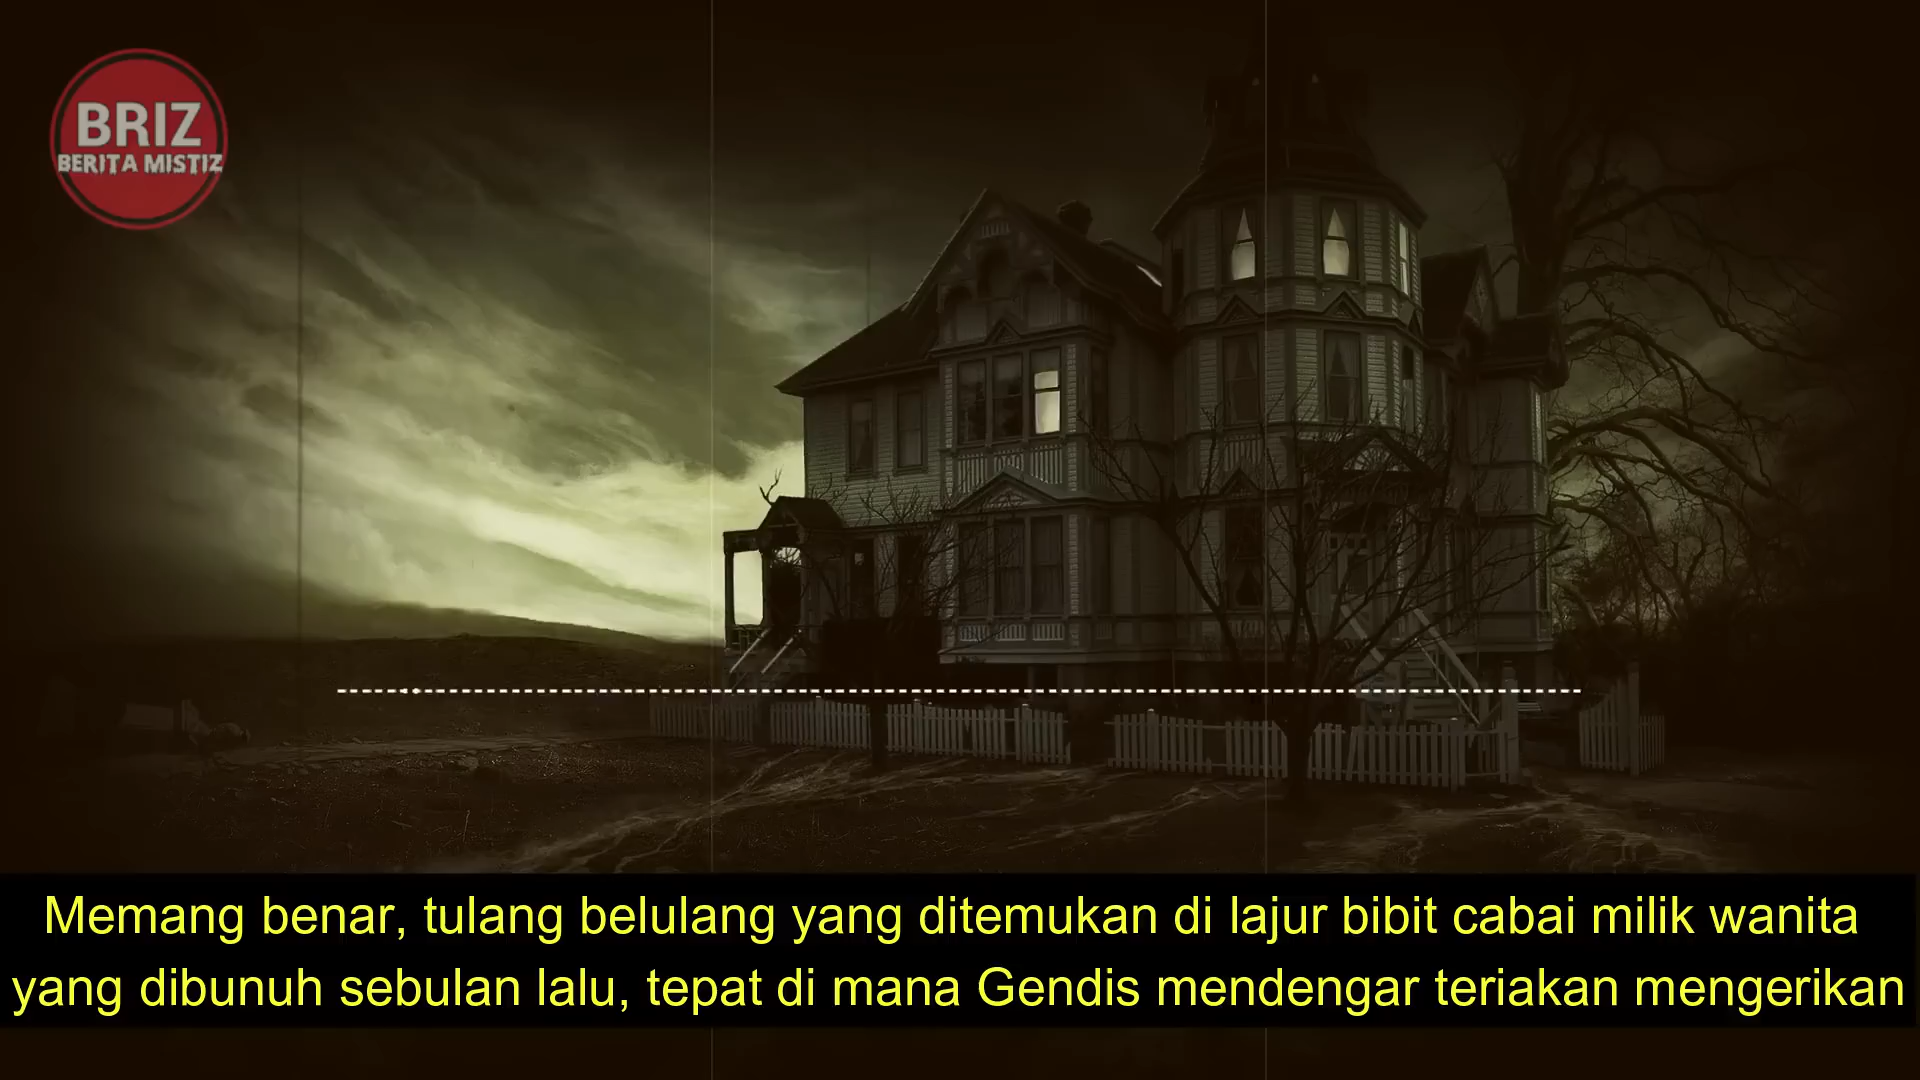 BRIZ
BERITA MISTIZ
Memang benar, tulang belulang yang ditemukan di lajur bibit cabai milik wanita
yang dibunuh sebulan lalu, tepat di mana Gendis mendengar teriakan mengerikan